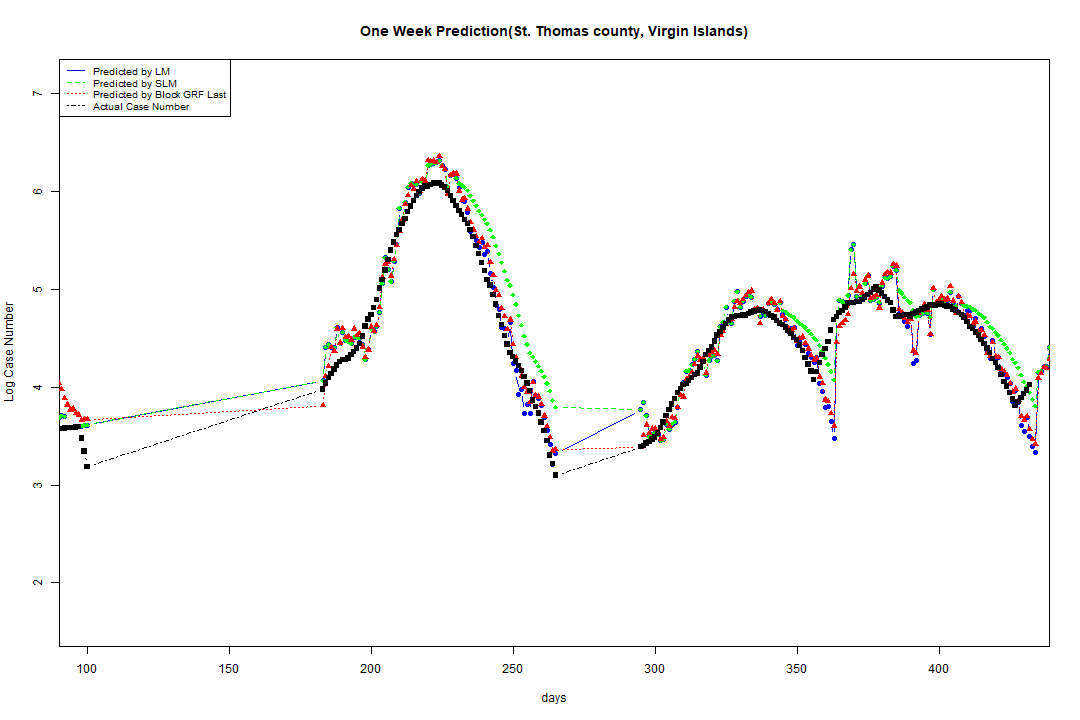 One Week Prediction(St. Thomas county, Virgin Islands)
Predicted by LM
Predicted by SLM
Predicted by Block GRF Last
Actual Case Number
Log Case Number
7
6
5
4
3
2
100 150 200 250 300 350 400
days